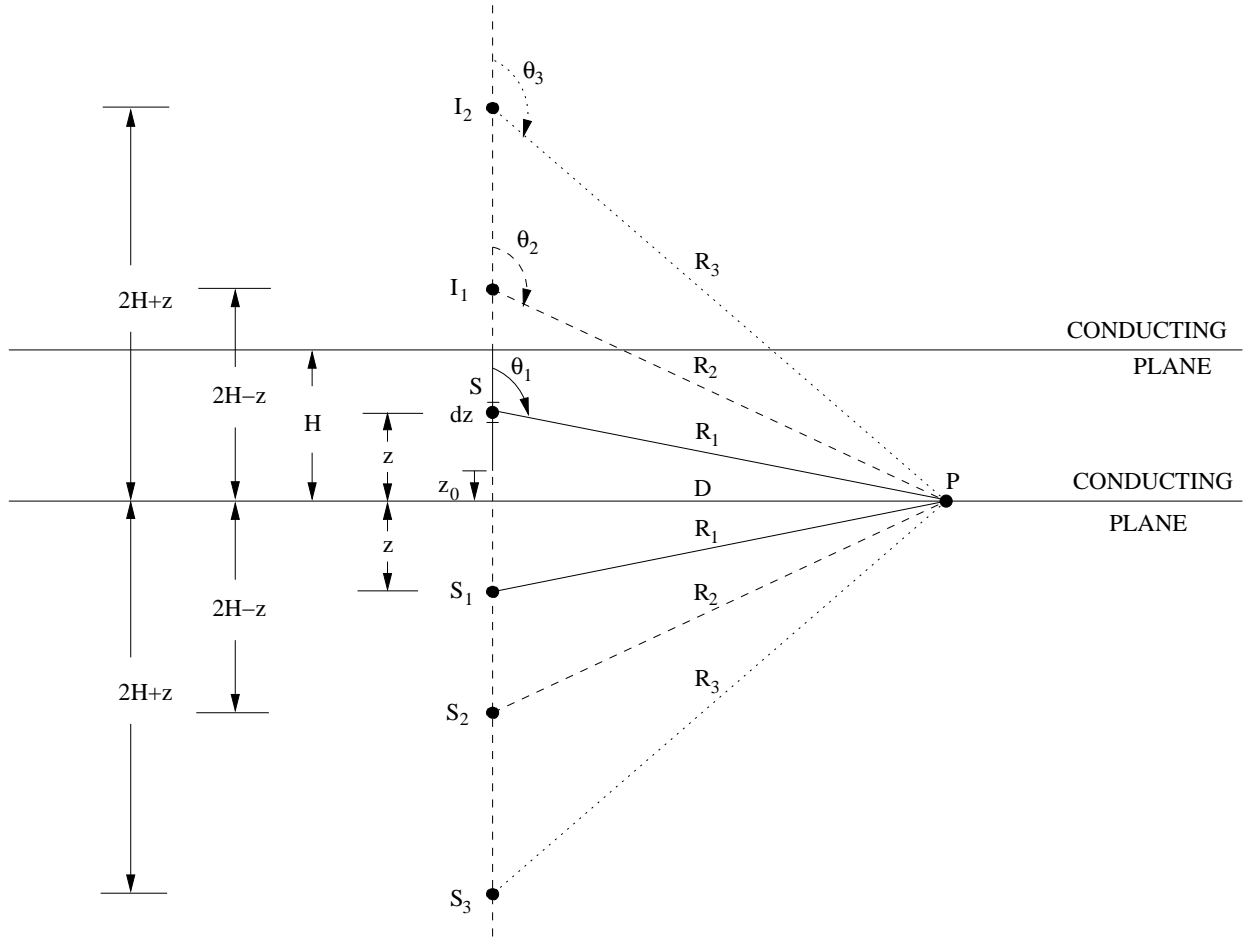 θ3
I2
θ2
R3
2H+z
I1
CONDUCTING
PLANE
R2
θ1
S
2H−z
H
dz
R1
z
z0
D
P
CONDUCTING
PLANE
R1
z
S1
R2
2H−z
R3
2H+z
S2
S3